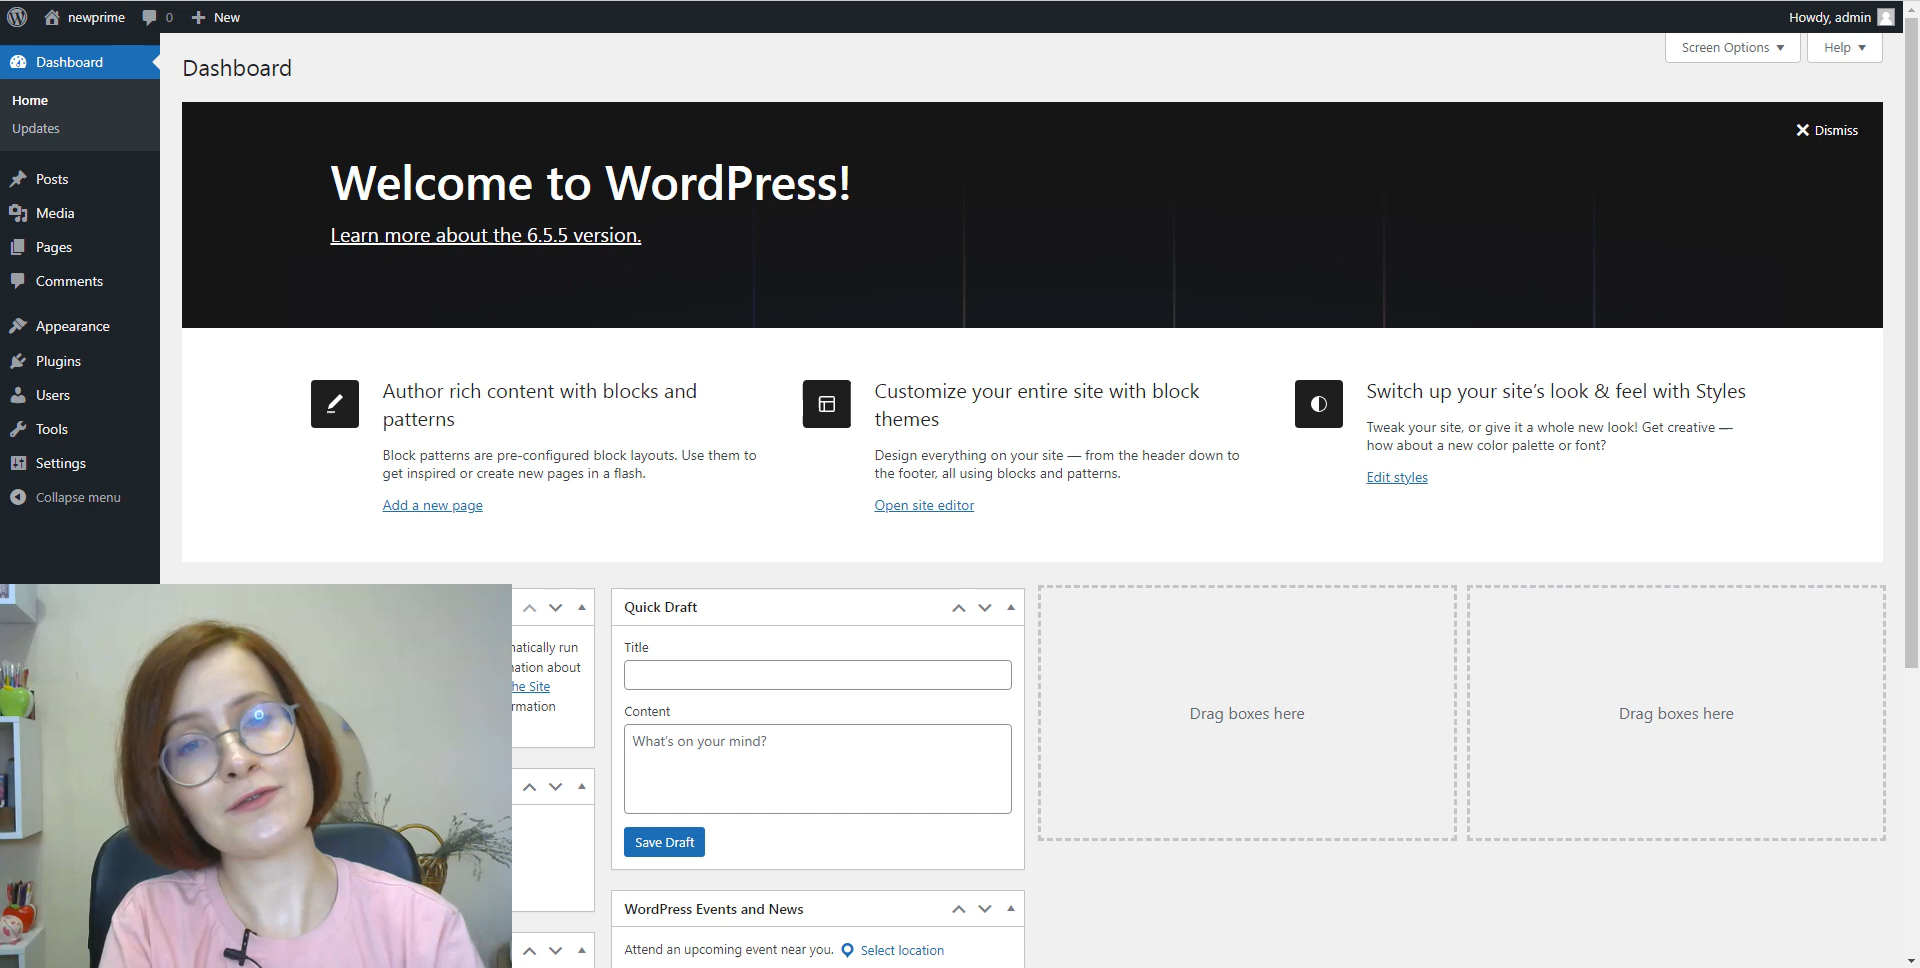 newprime
0
New
Howdy, admin
Dashboard
Home
Updates
Posts
Media
Pages
Comments
Appearance
Plugins
Users
Tools
Settings
Collapse menu
Screen Options
Help
Dashboard
Dismiss
Welcome to WordPress!
Learn more about the 6.5.5 version.
Author rich content with blocks and
patterns
Block patterns are pre-configured block layouts. Use them to
get inspired or create new pages in a flash.
Add a new page
Customize your entire site with block
themes
Design everything on your site — from the header down to
the footer, all using blocks and patterns.
Open site editor
Switch up your site’s look & feel with Styles
Tweak your site, or give it a whole new look! Get creative —
how about a new color palette or font?
Edit styles
run
about
Site
Quick Draft
Title
Content
What’s on your mind?
Save Draft
WordPress Events and News
Attend an upcoming event near you.
Select location
Drag boxes here
Drag boxes here